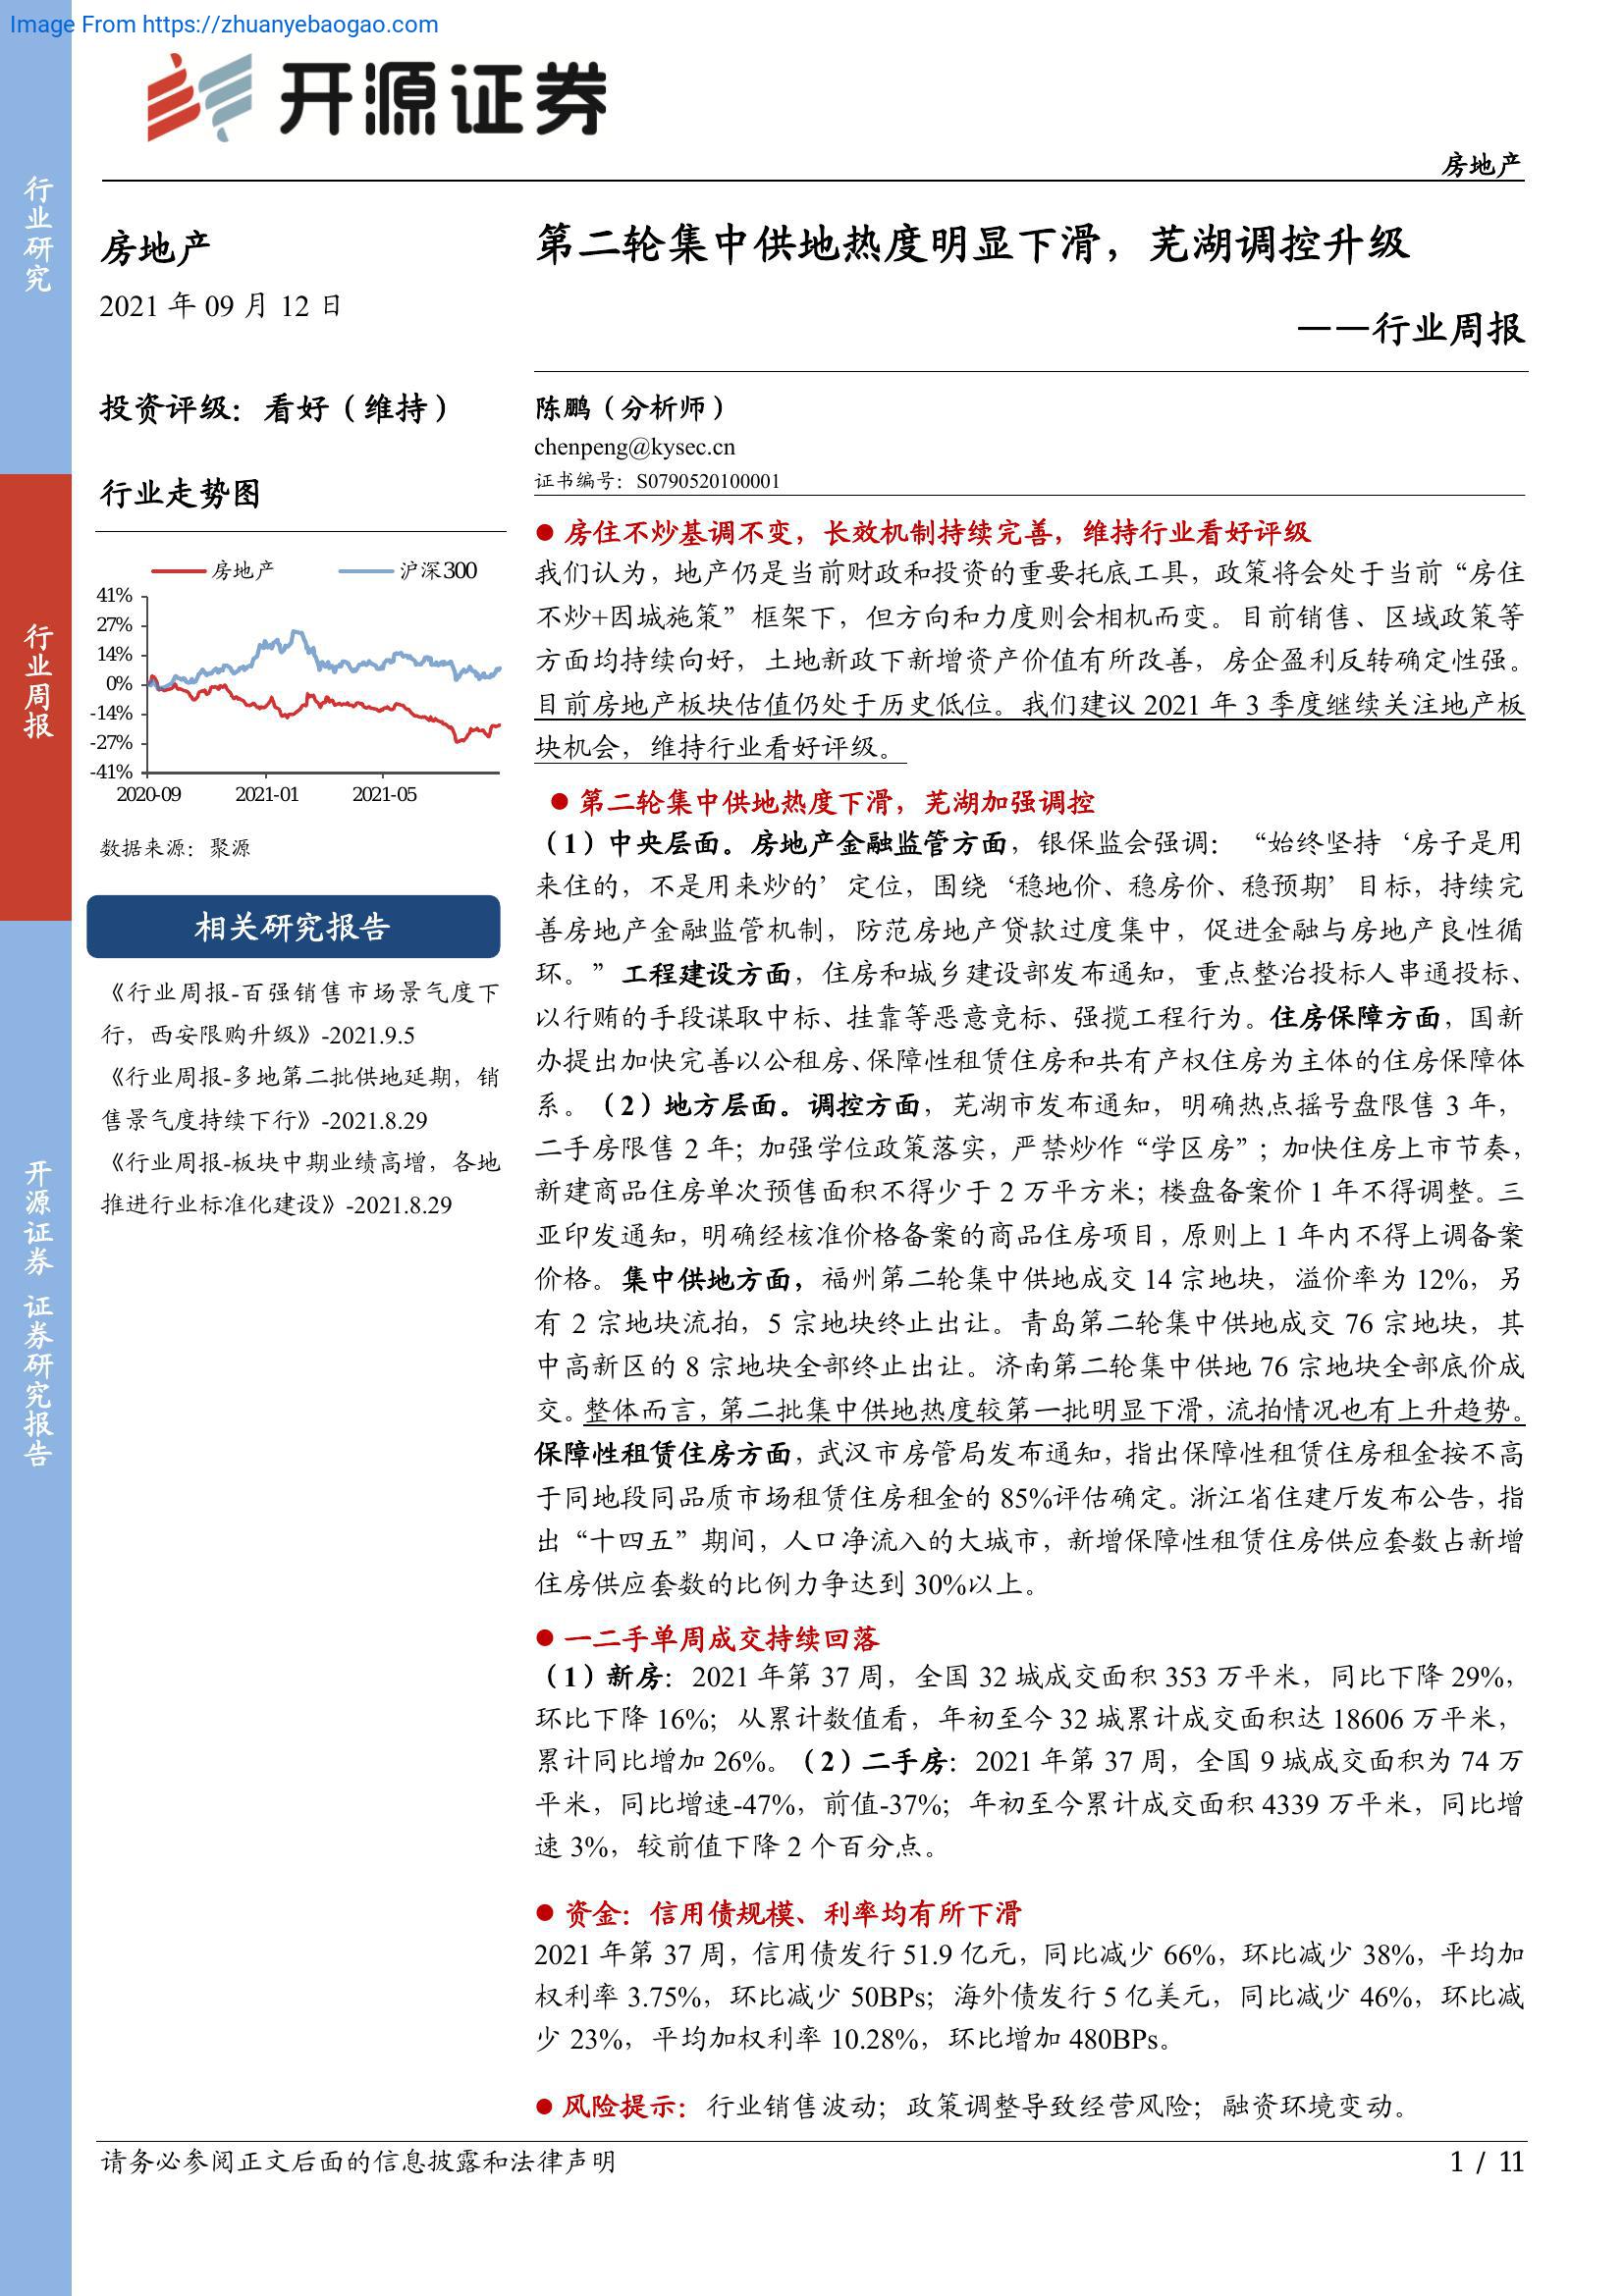 Image From https://zhuanyebaogao.com
开源证券
房地产
行业研究
行业周报
开源证券 证券研究报告
房地产
2021 年 09 月 12 日
投资评级：看好（维持）
行业走势图
房地产 沪深300
41%
27%
14%
0%
-14%
-27%
-41%
2020-09 2021-01 2021-05
数据来源：聚源
相关研究报告
《行业周报-百强销售市场景气度下
行，西安限购升级》-2021.9.5
《行业周报-多地第二批供地延期，销
售景气度持续下行》-2021.8.29
《行业周报-板块中期业绩高增，各地
推进行业标准化建设》-2021.8.29
第二轮集中供地热度明显下滑，芜湖调控升级
——行业周报
陈鹏（分析师）
chenpeng@kysec.cn
证书编号：S0790520100001
● 房住不炒基调不变，长效机制持续完善，维持行业看好评级
我们认为，地产仍是当前财政和投资的重要托底工具，政策将会处于当前“房住
不炒+因城施策”框架下，但方向和力度则会相机而变。目前销售、区域政策等
方面均持续向好，土地新政下新增资产价值有所改善，房企盈利反转确定性强。
目前房地产板块估值仍处于历史低位。我们建议 2021 年 3 季度继续关注地产板
块机会，维持行业看好评级。
● 第二轮集中供地热度下滑，芜湖加强调控
（1）中央层面。房地产金融监管方面，银保监会强调：“始终坚持‘房子是用
来住的，不是用来炒的’定位，围绕‘稳地价、稳房价、稳预期’目标，持续完
善房地产金融监管机制，防范房地产贷款过度集中，促进金融与房地产良性循
环。”工程建设方面，住房和城乡建设部发布通知，重点整治投标人串通投标、
以行贿的手段谋取中标、挂靠等恶意竞标、强揽工程行为。住房保障方面，国新
办提出加快完善以公租房、保障性租赁住房和共有产权住房为主体的住房保障体
系。（2）地方层面。调控方面，芜湖市发布通知，明确热点摇号盘限售 3 年，
二手房限售 2 年；加强学位政策落实，严禁炒作“学区房”；加快住房上市节奏，
新建商品住房单次预售面积不得少于 2 万平方米；楼盘备案价 1 年不得调整。三
亚印发通知，明确经核准价格备案的商品住房项目，原则上 1 年内不得上调备案
价格。集中供地方面，福州第二轮集中供地成交 14 宗地块，溢价率为 12%，另
有 2 宗地块流拍，5 宗地块终止出让。青岛第二轮集中供地成交 76 宗地块，其
中高新区的 8 宗地块全部终止出让。济南第二轮集中供地 76 宗地块全部底价成
交。整体而言，第二批集中供地热度较第一批明显下滑，流拍情况也有上升趋势。
保障性租赁住房方面，武汉市房管局发布通知，指出保障性租赁住房租金按不高
于同地段同品质市场租赁住房租金的 85%评估确定。浙江省住建厅发布公告，指
出“十四五”期间，人口净流入的大城市，新增保障性租赁住房供应套数占新增
住房供应套数的比例力争达到 30%以上。
● 一二手单周成交持续回落
（1）新房：2021 年第 37 周，全国 32 城成交面积 353 万平米，同比下降 29%，
环比下降 16%；从累计数值看，年初至今 32 城累计成交面积达 18606 万平米，
累计同比增加 26%。（2）二手房：2021 年第 37 周，全国 9 城成交面积为 74 万
平米，同比增速-47%，前值-37%；年初至今累计成交面积 4339 万平米，同比增
速 3%，较前值下降 2 个百分点。
● 资金：信用债规模、利率均有所下滑
2021 年第 37 周，信用债发行 51.9 亿元，同比减少 66%，环比减少 38%，平均加
权利率 3.75%，环比减少 50BPs；海外债发行 5 亿美元，同比减少 46%，环比减
少 23%，平均加权利率 10.28%，环比增加 480BPs。
● 风险提示：行业销售波动；政策调整导致经营风险；融资环境变动。
请务必参阅正文后面的信息披露和法律声明
1 / 11